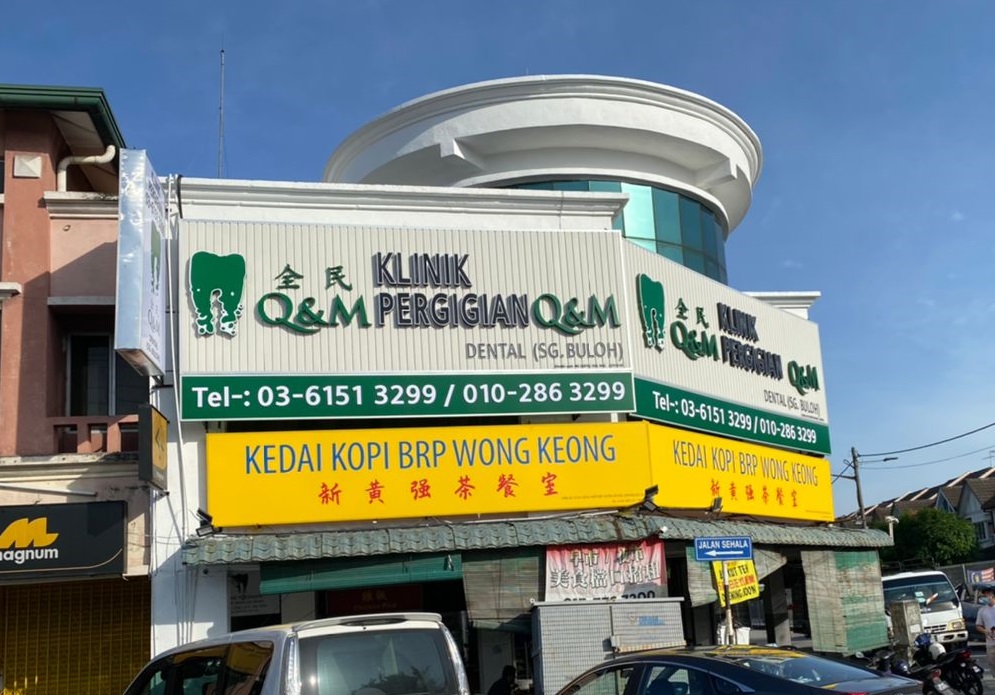 全民
Q&M
KLINIK
PERGIGIAN
Q&M
DENTAL (SG. BULOH)
Tel-: 03-6151 3299 / 010-286 3299
全民
Q&M
KLINIK
PERGIGIAN
Q&M
DENTAL (SG. BULOH)
Tel-: 03-6151 3299 / 010-286 3299
KEDAI KOPI BRP WONG KEONG
新黄强茶餐室
KEDAI KOPI BRP WONG KEONG
新黄强茶餐室
magnum
JALAN SEHALA